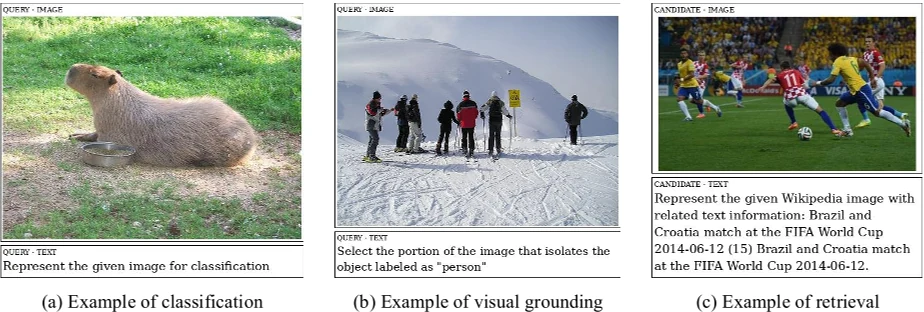 QUERY - IMAGE
QUERY - TEXT
Represent the given image for classification
(a) Example of classification
QUERY - IMAGE
QUERY - TEXT
Select the portion of the image that isolates the
object labeled as "person"
(b) Example of visual grounding
CANDIDATE - IMAGE
11
VISA
SONY
CANDIDATE - TEXT
Represent the given Wikipedia image with
related text information: Brazil and
Croatia match at the FIFA World Cup
2014-06-12 (15) Brazil and Croatia match
at the FIFA World Cup 2014-06-12.
(c) Example of retrieval